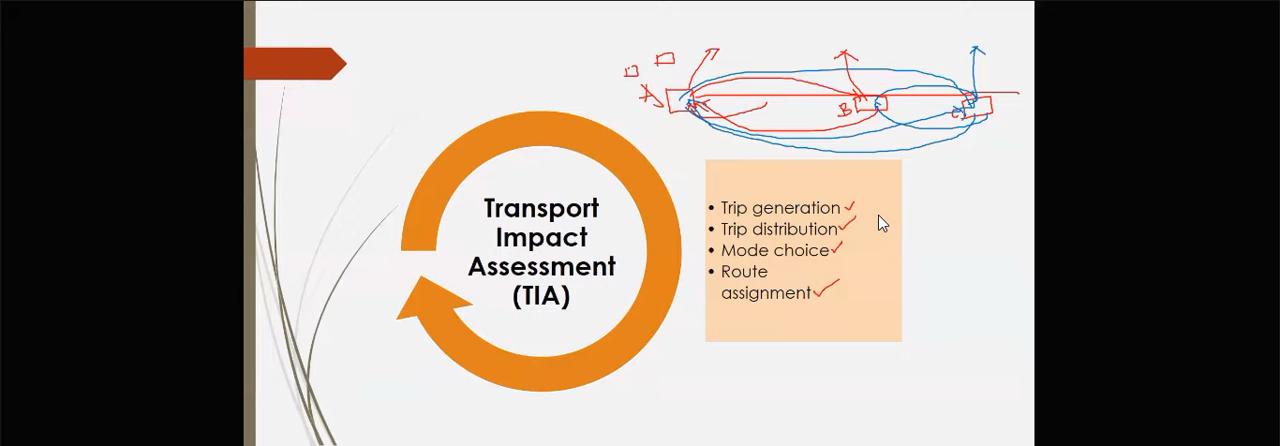 A
B
C
Transport
Impact
Assessment
(TIA)
• Trip generation ✓
• Trip distribution ✓
• Mode choice ✓
• Route
assignment ✓